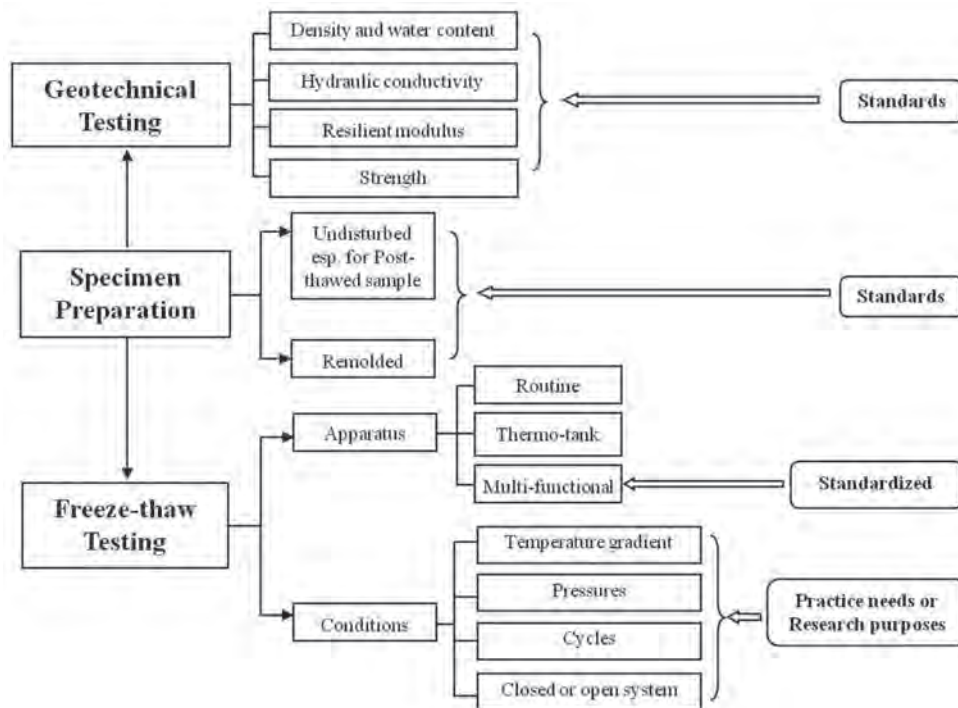 Density and water content
Geotechnical
Testing
Hydraulic conductivity
Resilient modulus
Strength
Standards
Specimen
Preparation
Undisturbed
esp. for Post-
thawed sample
Remolded
Standards
Freeze-thaw
Testing
Apparatus
Routine
Thermo-tank
Multi-functional
Standardized
Conditions
Temperature gradient
Pressures
Cycles
Closed or open system
Practice needs or
Research purposes